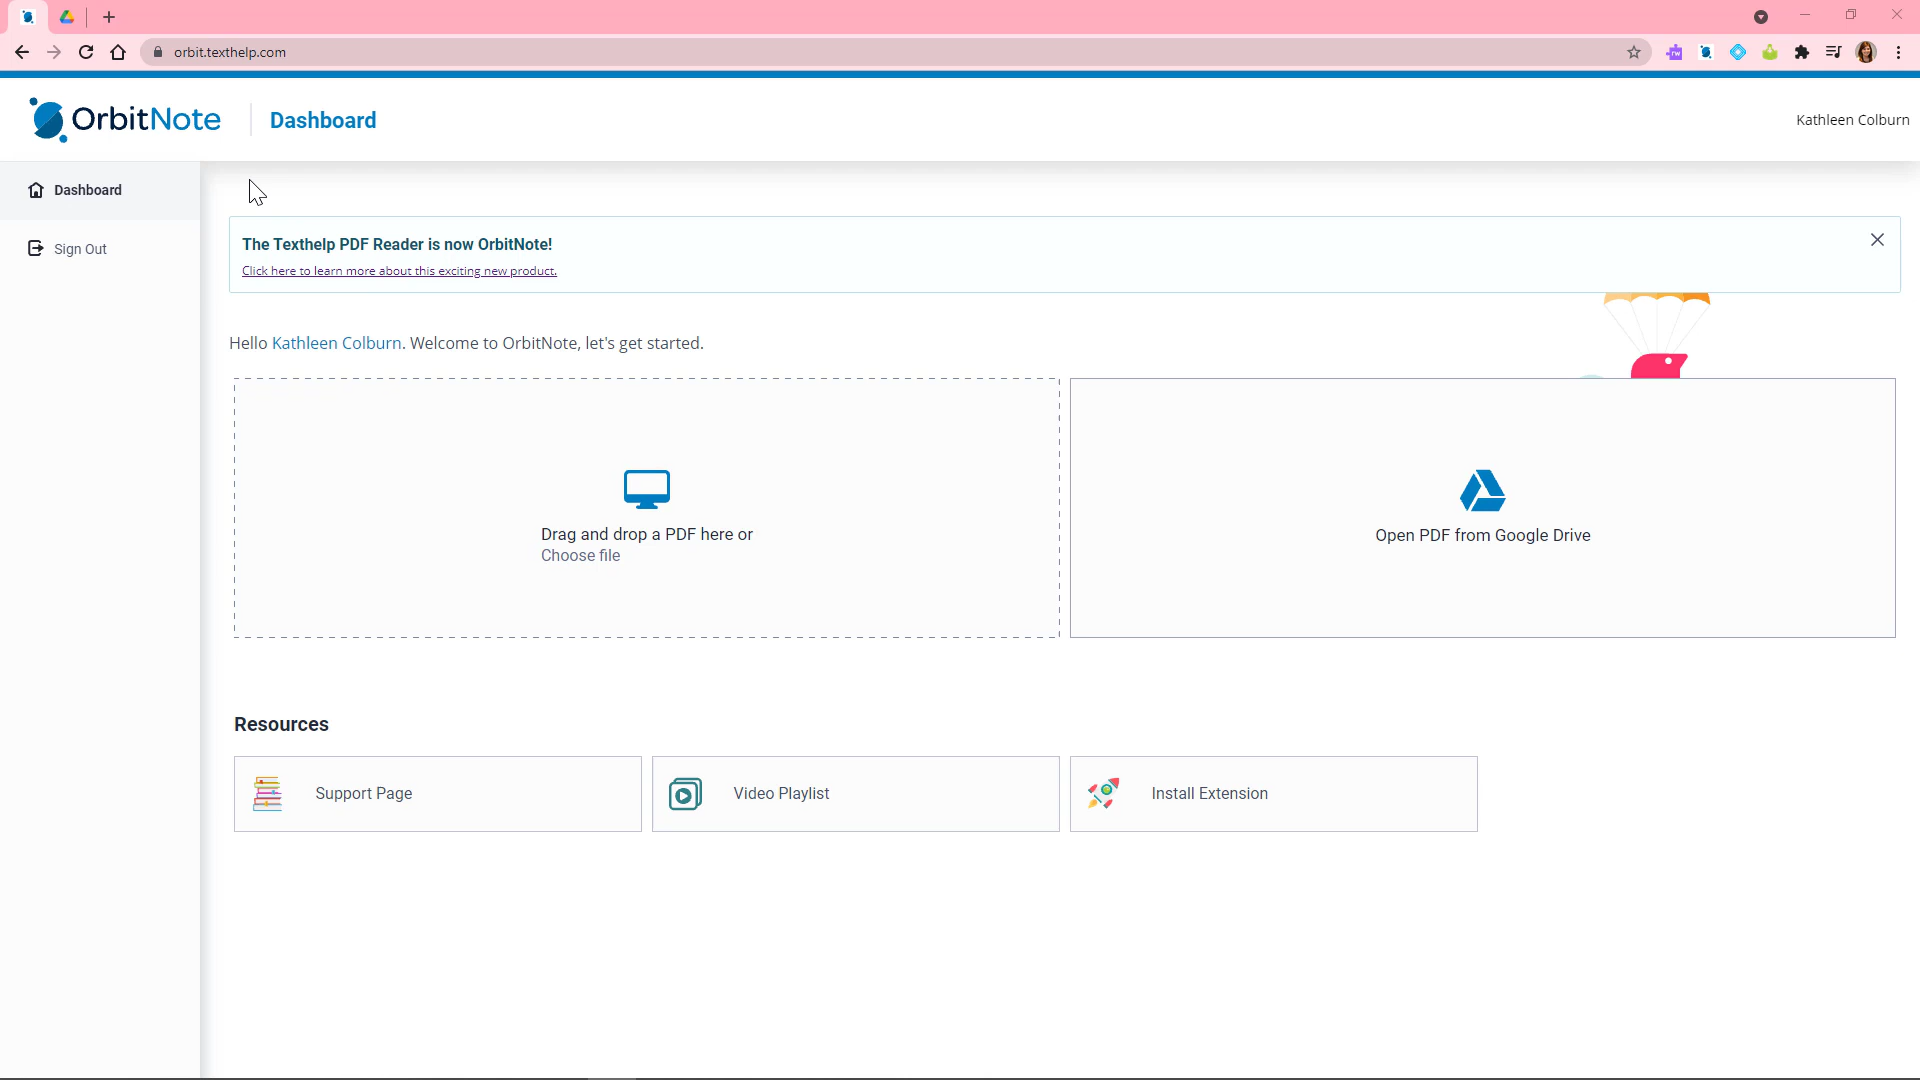 orbit.texthelp.com
rw
OrbitNote
Dashboard
Kathleen Colburn
Dashboard
Sign Out
The Texthelp PDF Reader is now OrbitNote!
Click here to learn more about this exciting new product.
Hello Kathleen Colburn. Welcome to OrbitNote, let's get started.
Drag and drop a PDF here or
Choose file
Open PDF from Google Drive
Resources
Support Page
Video Playlist
Install Extension